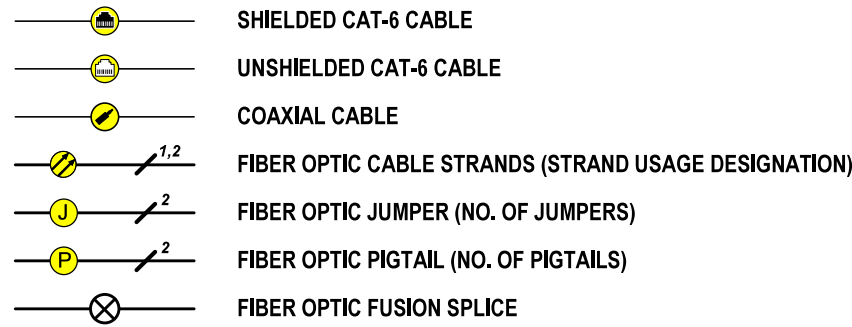 SHIELDED CAT-6 CABLE
UNSHIELDED CAT-6 CABLE
COAXIAL CABLE
1,2 FIBER OPTIC CABLE STRANDS (STRAND USAGE DESIGNATION)
J 2 FIBER OPTIC JUMPER (NO. OF JUMPERS)
P 2 FIBER OPTIC PIGTAIL (NO. OF PIGTAILS)
FIBER OPTIC FUSION SPLICE